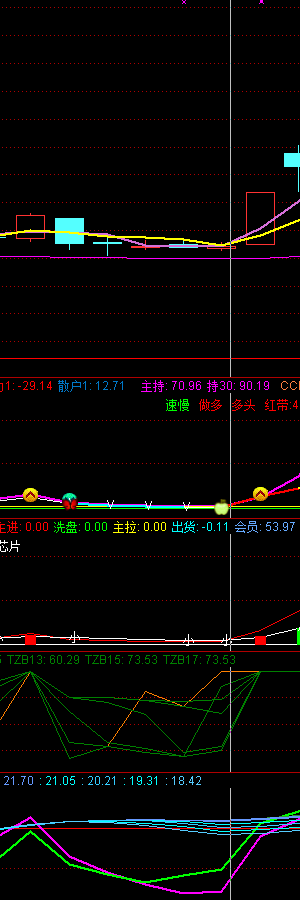 1: -29.14 散户1: 12.71 主持: 70.96 持30: 90.19 CC
速慢 做多 多头 红带:4
主进: 0.00 洗盘: 0.00 主拉: 0.00 出货: -0.11 会员: 53.97
芯片
小 小 小
TZB13: 60.29 TZB15: 73.53 TZB17: 73.53
21.70 : 21.05 : 20.21 : 19.31 : 18.42